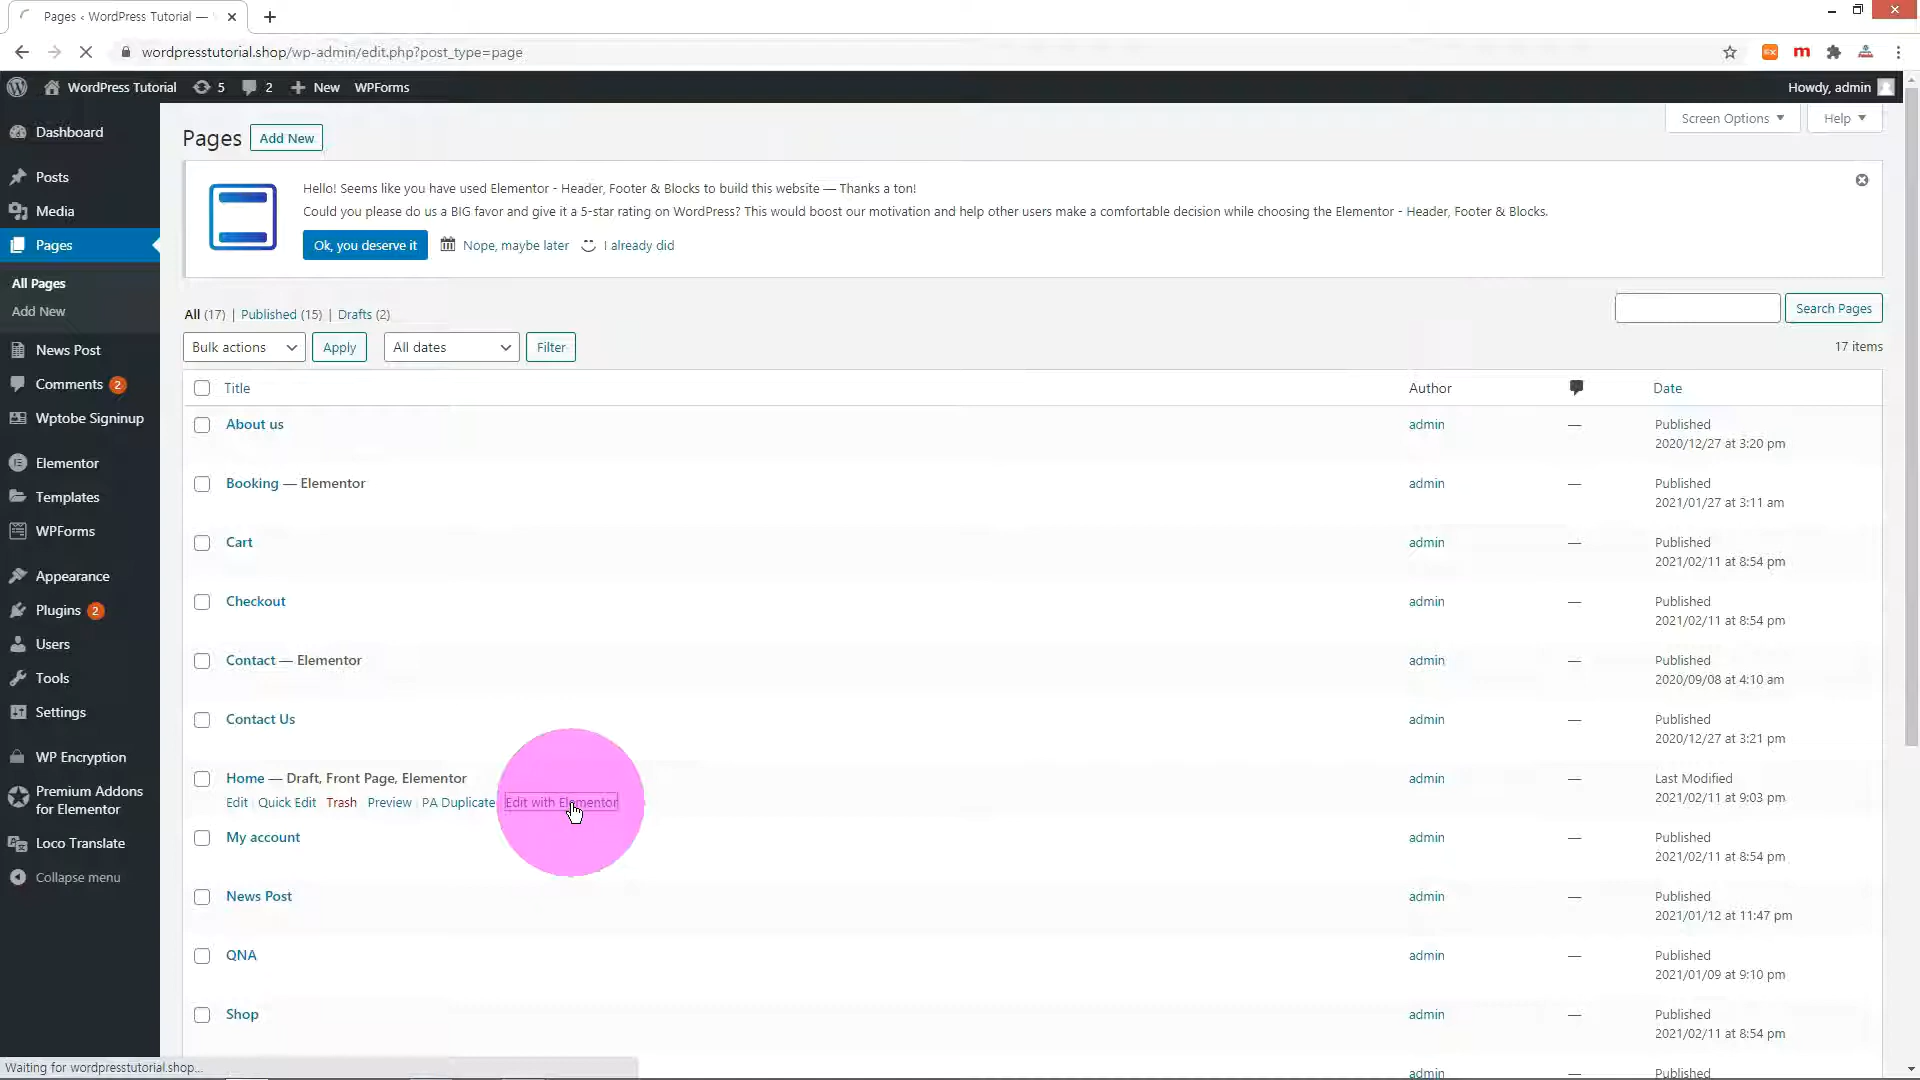 Pages ‹ WordPress Tutorial —
wordpresstutorial.shop/wp-admin/edit.php?post_type=page
WordPress Tutorial 5 2 New WPForms Howdy, admin
Dashboard
Posts
Media
Pages
All Pages
Add New
News Post
Comments 2
Wptobe Signinup
Elementor
Templates
WPForms
Appearance
Plugins 2
Users
Tools
Settings
WP Encryption
Premium Addons
for Elementor
Loco Translate
Collapse menu
Screen Options Help
Pages Add New
Hello! Seems like you have used Elementor - Header, Footer & Blocks to build this website — Thanks a ton!
Could you please do us a BIG favor and give it a 5-star rating on WordPress? This would boost our motivation and help other users make a comfortable decision while choosing the Elementor - Header, Footer & Blocks.
Ok, you deserve it Nope, maybe later I already did
All (17) | Published (15) | Drafts (2)
Search Pages
Bulk actions Apply All dates Filter
17 items
Title Author Date
About us admin — Published
2020/12/27 at 3:20 pm
Booking — Elementor admin — Published
2021/01/27 at 3:11 am
Cart admin — Published
2021/02/11 at 8:54 pm
Checkout admin — Published
2021/02/11 at 8:54 pm
Contact — Elementor admin — Published
2020/09/08 at 4:10 am
Contact Us admin — Published
2020/12/27 at 3:21 pm
Home — Draft, Front Page, Elementor admin — Last Modified
2021/02/11 at 9:03 pm
Edit Quick Edit Trash Preview PA Duplicate Edit with Elementor
My account admin — Published
2021/02/11 at 8:54 pm
News Post admin — Published
2021/01/12 at 11:47 pm
QNA admin — Published
2021/01/09 at 9:10 pm
Shop admin — Published
2021/02/11 at 8:54 pm
admin Published
Waiting for wordpresstutorial.shop...